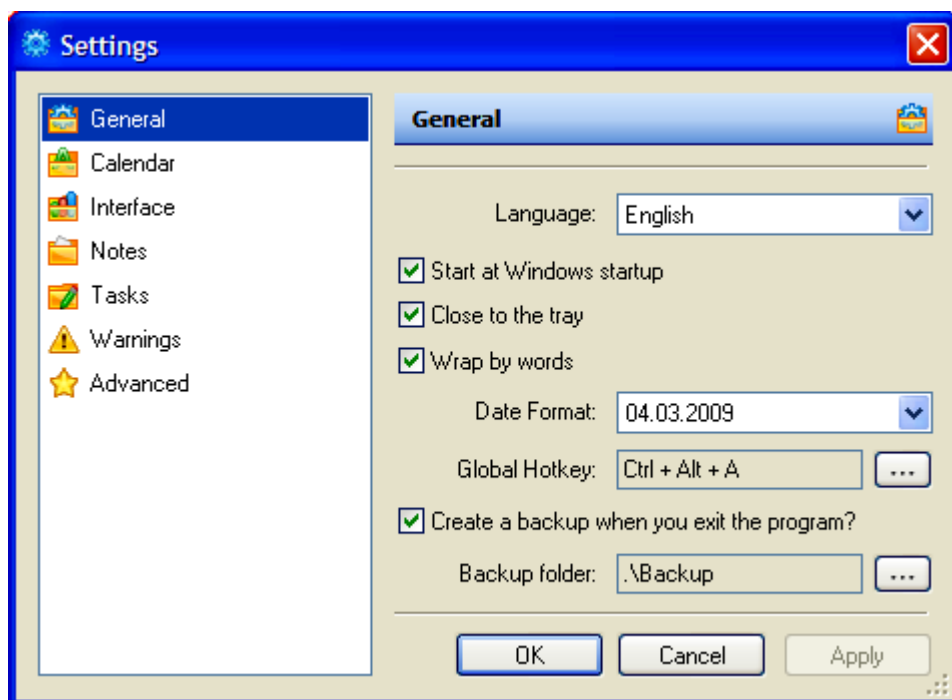 Settings
General
Calendar
Interface
Notes
Tasks
Warnings
Advanced
General
Language: English
Start at Windows startup
Close to the tray
Wrap by words
Date Format: 04.03.2009
Global Hotkey: Ctrl + Alt + A ...
Create a backup when you exit the program?
Backup folder: .\Backup ...
OK Cancel Apply